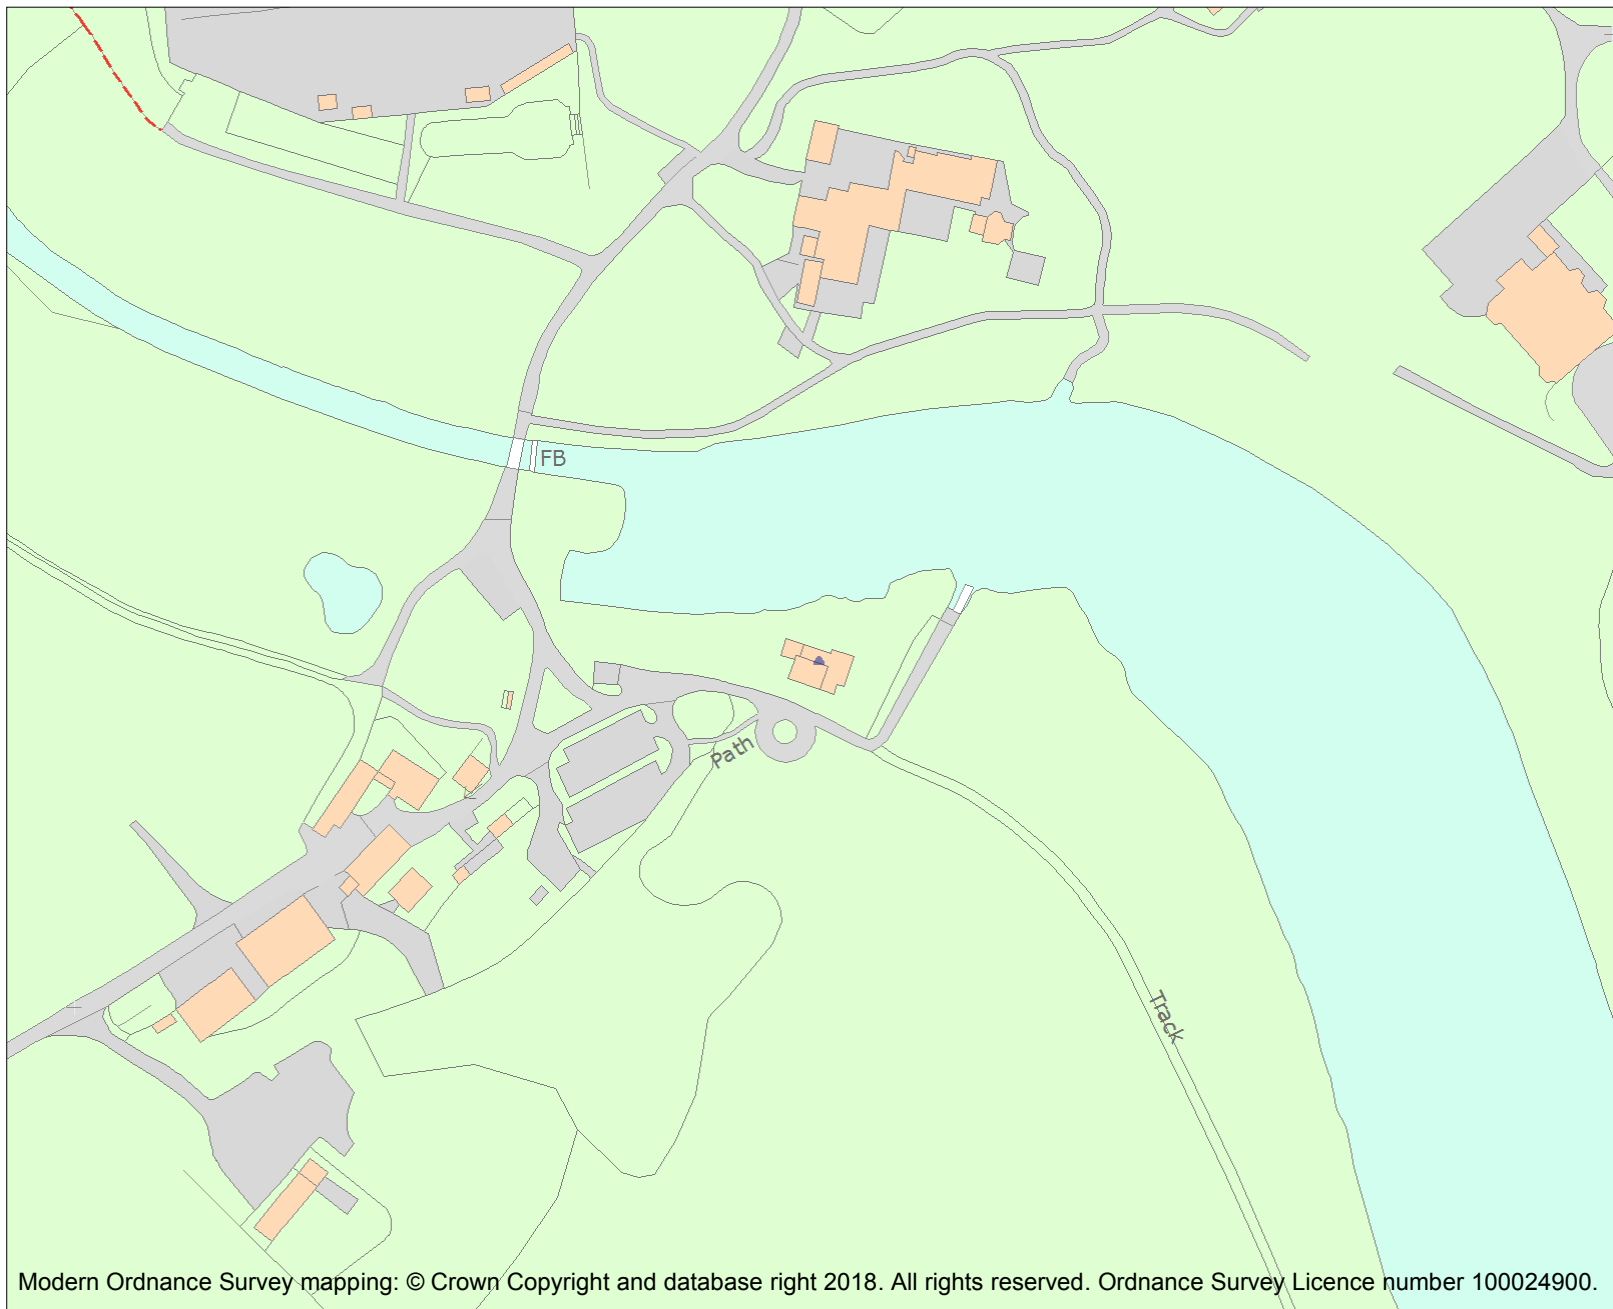 FB
Path
Track
Modern Ordnance Survey mapping: © Crown Copyright and database right 2018. All rights reserved. Ordnance Survey Licence number 100024900.